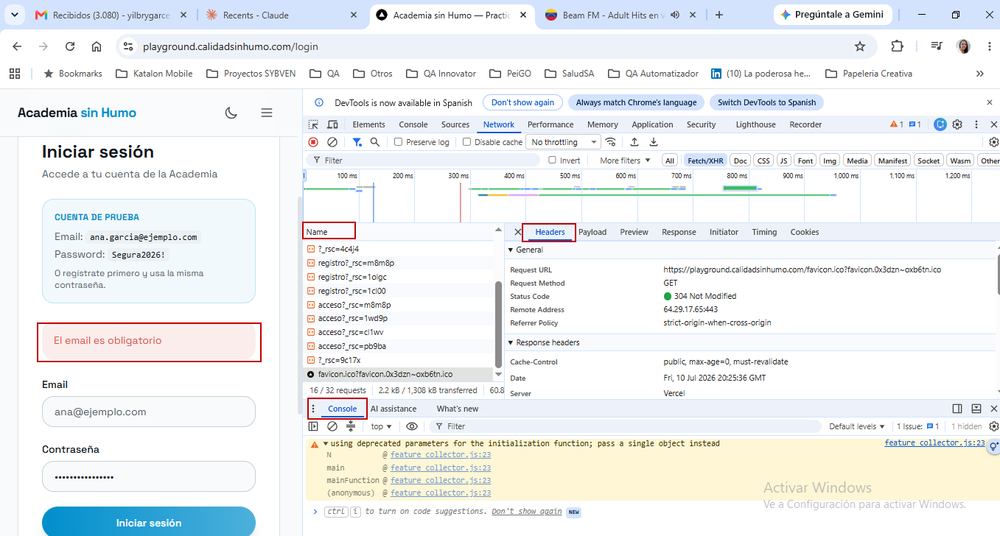 Recibidos (3.080) - yilbrygarce
Recents - Claude
Academia sin Humo — Practic
Beam FM - Adult Hits en v
Pregúntale a Gemini
playground.calidadsinhumo.com/login
Bookmarks
Katalon Mobile
Proyectos SYBVEN
QA
Otros
QA Innovator
PeiGO
SaludSA
QA Automatizador
(10) La poderosa he...
Papeleria Creativa
Academia sin Humo
Iniciar sesión
Accede a tu cuenta de la Academia
CUENTA DE PRUEBA
Email: ana.garcia@ejemplo.com
Password: Segura2026!
O regístrate primero y usa la misma
contraseña.
El email es obligatorio
Email
ana@ejemplo.com
Contraseña
••••••••••••••••
Iniciar sesión
DevTools is now available in Spanish
Don't show again
Always match Chrome's language
Switch DevTools to Spanish
Elements
Console
Sources
Network
Performance
Memory
Application
Security
Lighthouse
Recorder
1
1
Preserve log
Disable cache
No throttling
Filter
Invert
More filters
All
Fetch/XHR
Doc
CSS
JS
Font
Img
Media
Manifest
Socket
Wasm
Other
100 ms
200 ms
300 ms
400 ms
500 ms
600 ms
700 ms
800 ms
900 ms
1,000 ms
1,100 ms
1,200 ms
Name
?_rsc=4c4j4
registro?_rsc=m8m8p
registro?_rsc=1olgc
registro?_rsc=1cl00
acceso?_rsc=m8m8p
acceso?_rsc=1wd9p
acceso?_rsc=cl1wv
acceso?_rsc=pb9ba
?_rsc=9c17x
favicon.ico?favicon.0x3dzn~oxb6tn.ico
16 / 32 requests
2.2 kB / 1,308 kB transferred
60.8
Headers
Payload
Preview
Response
Initiator
Timing
Cookies
General
Request URL
https://playground.calidadsinhumo.com/favicon.ico?favicon.0x3dzn~oxb6tn.ico
Request Method
GET
Status Code
304 Not Modified
Remote Address
64.29.17.65:443
Referrer Policy
strict-origin-when-cross-origin
Response headers
Cache-Control
public, max-age=0, must-revalidate
Date
Fri, 10 Jul 2026 20:25:36 GMT
Server
Vercel
Console
AI assistance
What's new
top
Filter
Default levels
1 Issue:
1
1 hidden
using deprecated parameters for the initialization function; pass a single object instead
feature collector.js:23
N @ feature collector.js:23
main @ feature collector.js:23
mainFunction @ feature collector.js:23
(anonymous) @ feature collector.js:23
ctrl i to turn on code suggestions. Don't show again NEW
Activar Windows
Ve a Configuración para activar Windows.